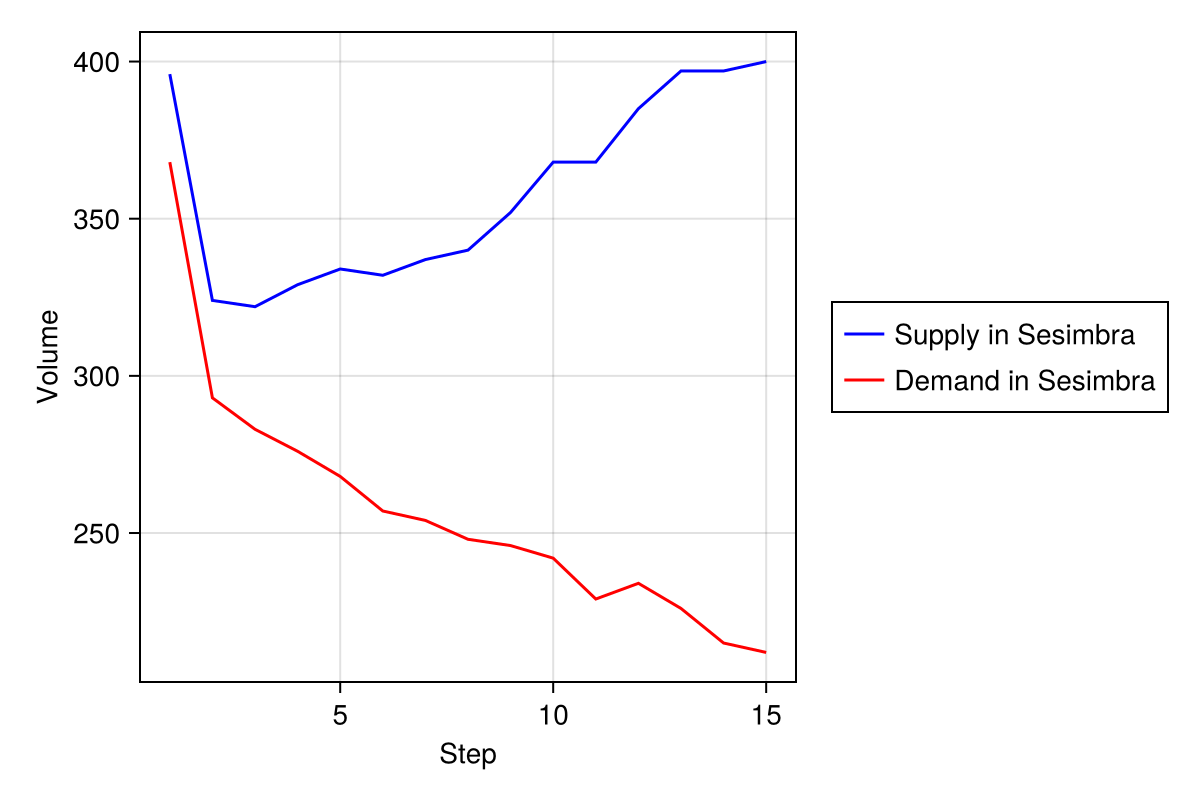 400
350
300
250
Volume
5 10 15
Step
Supply in Sesimbra
Demand in Sesimbra